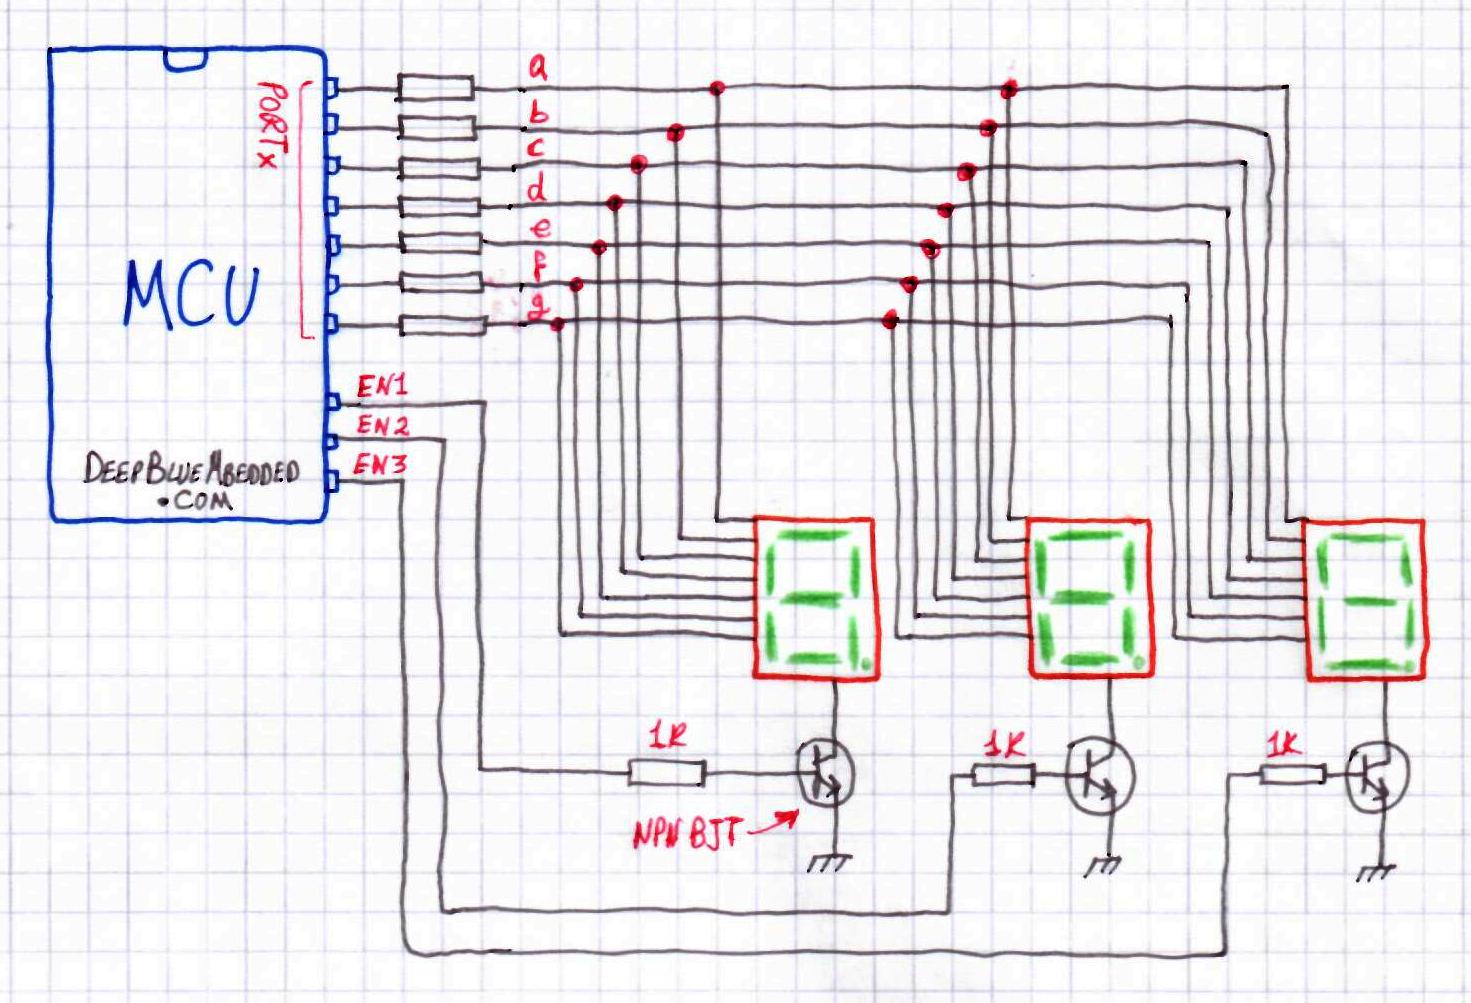 a
b
c
d
e
f
g
PORTx
MCU
EN1
EN2
EN3
DEEPBLUEMBEDDED
.COM
1K
1K
1K
NPN BJT